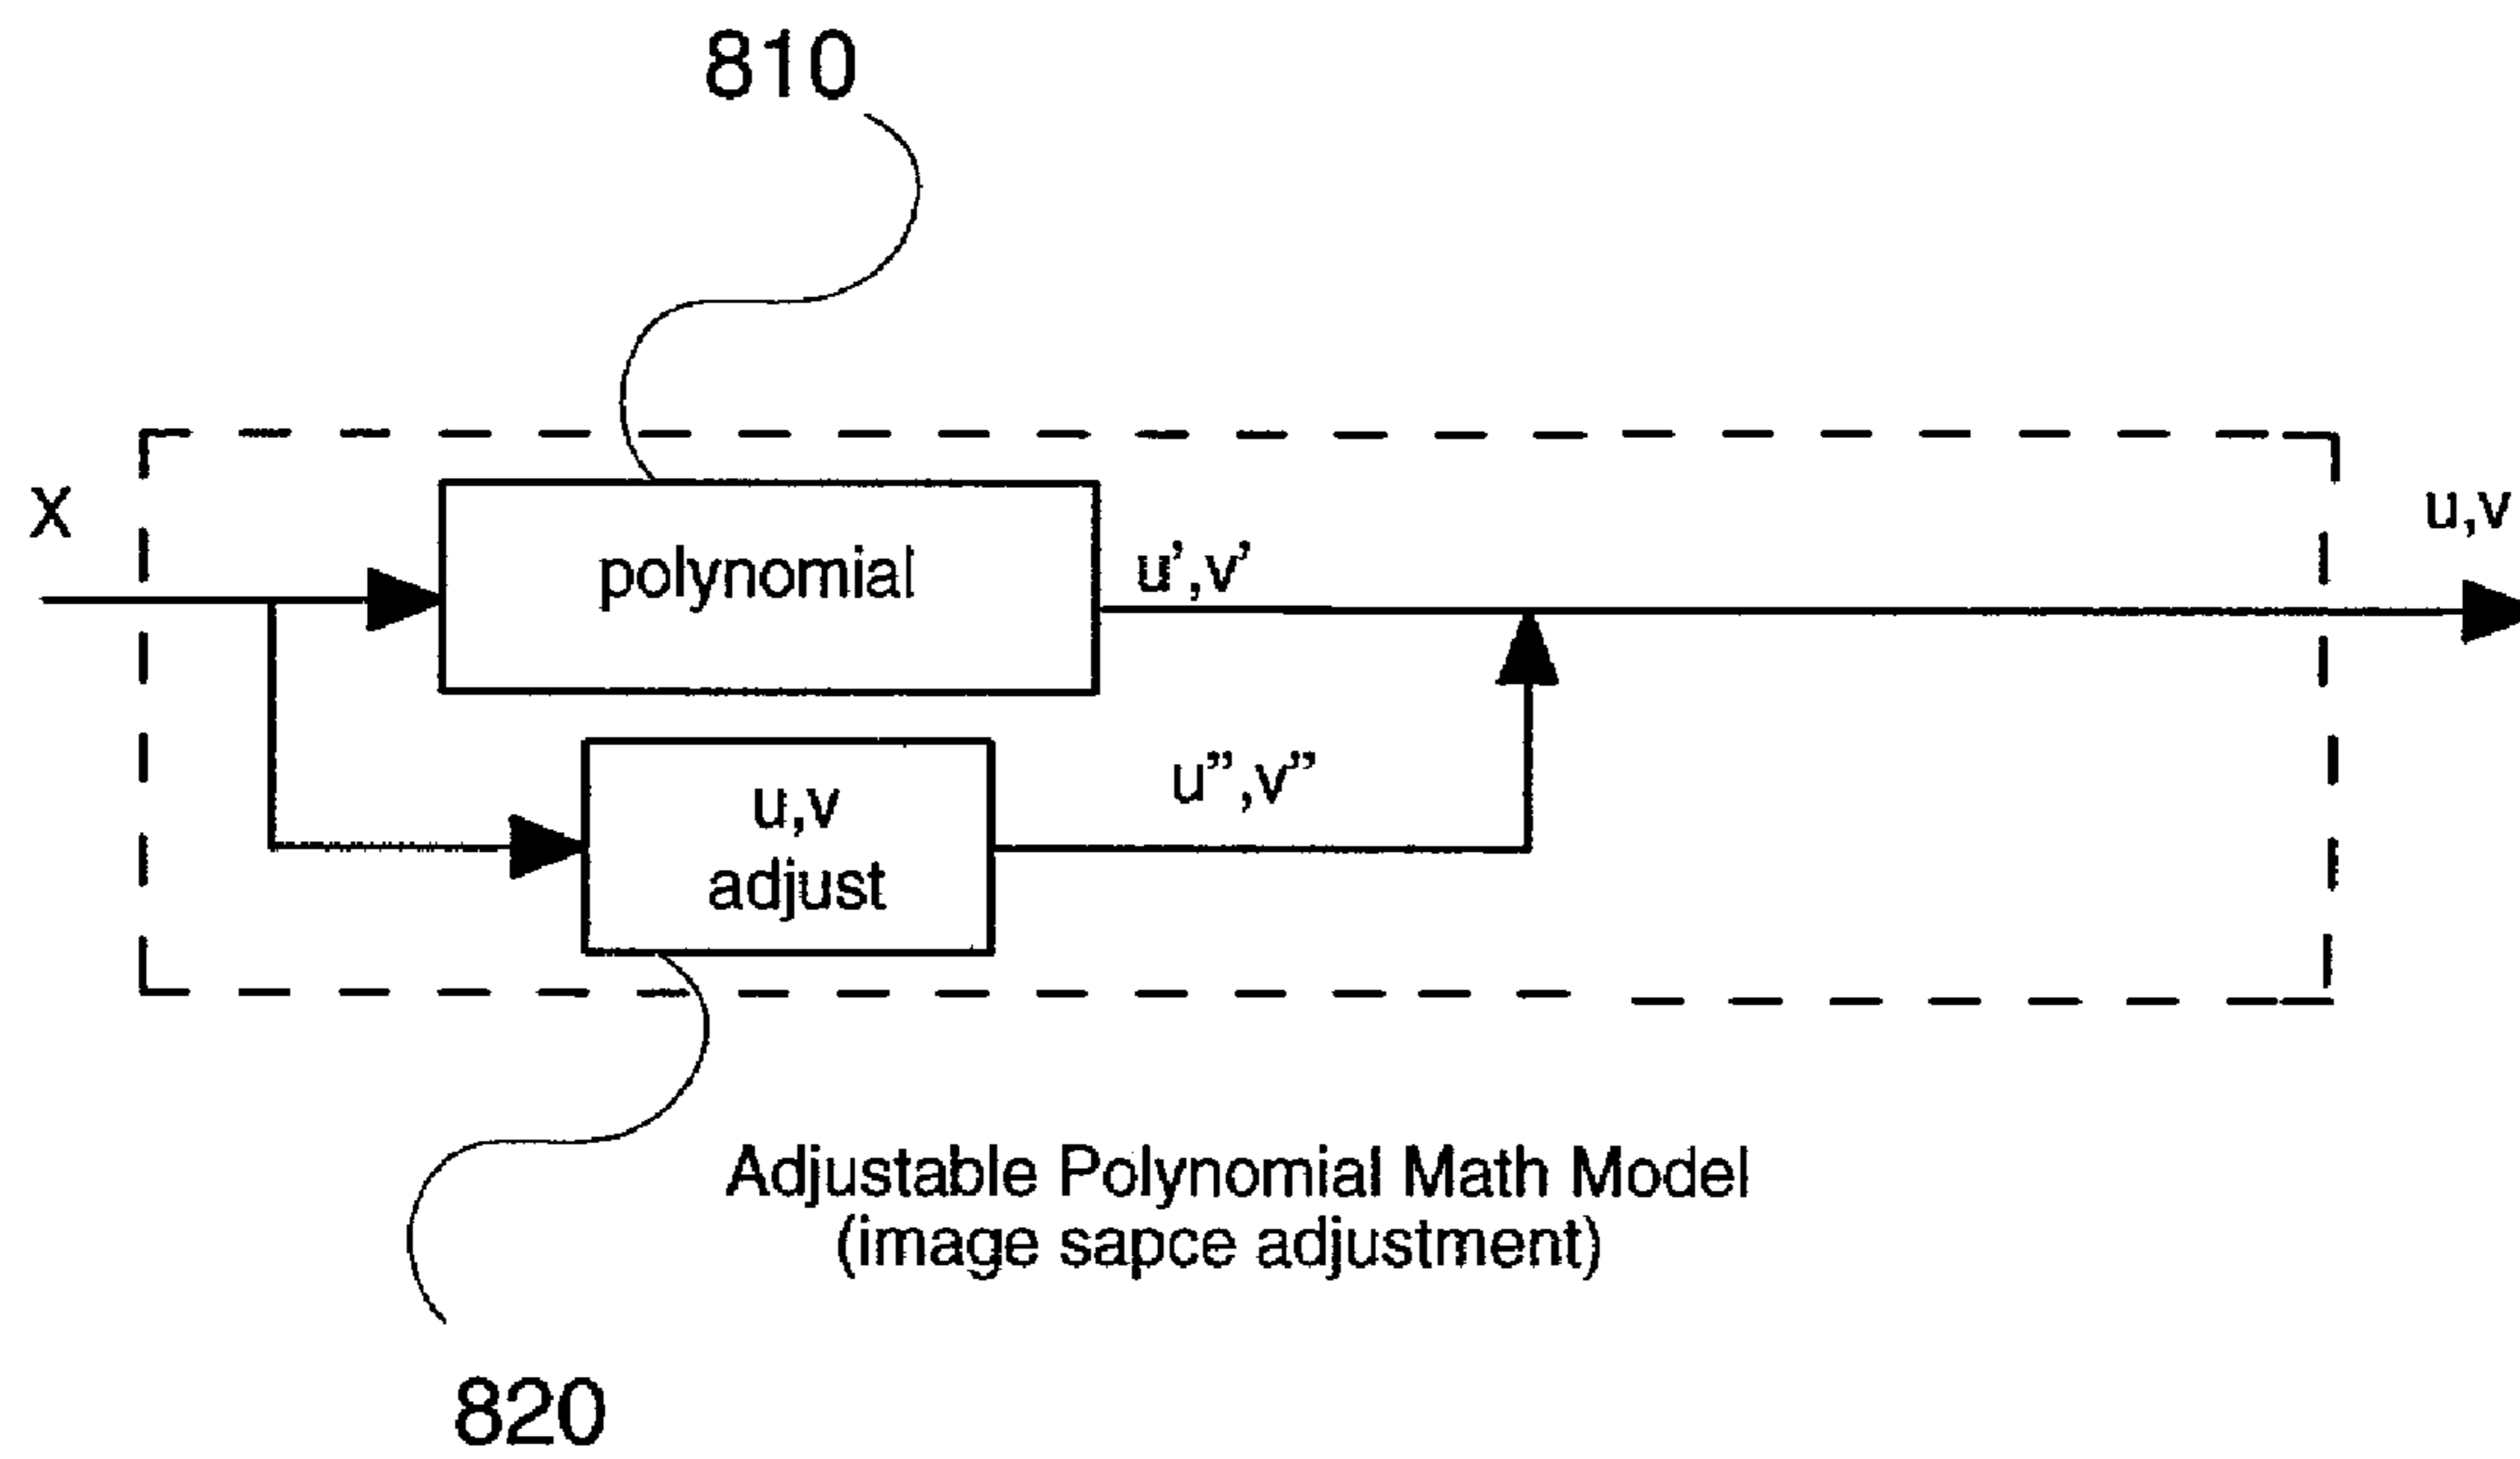 810
X
u,v
polynomial
u’,v’
u,v
adjust
u”,v”
Adjustable Polynomial Math Model
(image sapce adjustment)
820